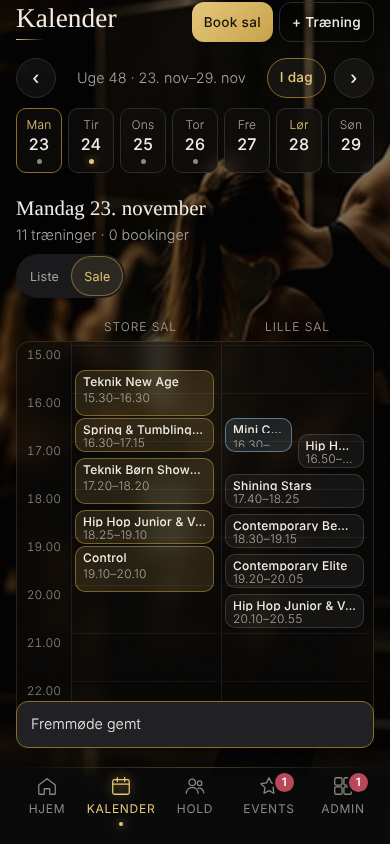 Kalender
Book sal
+ Træning
‹
Uge 48 · 23. nov–29. nov
I dag
›
Man Tir Ons Tor Fre Lør Søn
23 24 25 26 27 28 29
Mandag 23. november
11 træninger · 0 bookinger
Liste Sale
STORE SAL LILLE SAL
15.00
Teknik New Age
15.30–16.30
16.00
Spring & Tumbling...
16.30–17.15
Mini C...
16.30–
Hip H...
16.50–...
17.00
Teknik Børn Show...
17.20–18.20
Shining Stars
17.40–18.25
18.00
Hip Hop Junior & V...
18.25–19.10
Contemporary Be...
18.30–19.15
19.00
Control
19.10–20.10
Contemporary Elite
19.20–20.05
20.00
Hip Hop Junior & V...
20.10–20.55
21.00
22.00
Fremmøde gemt
HJEM KALENDER HOLD EVENTS ADMIN
1 1